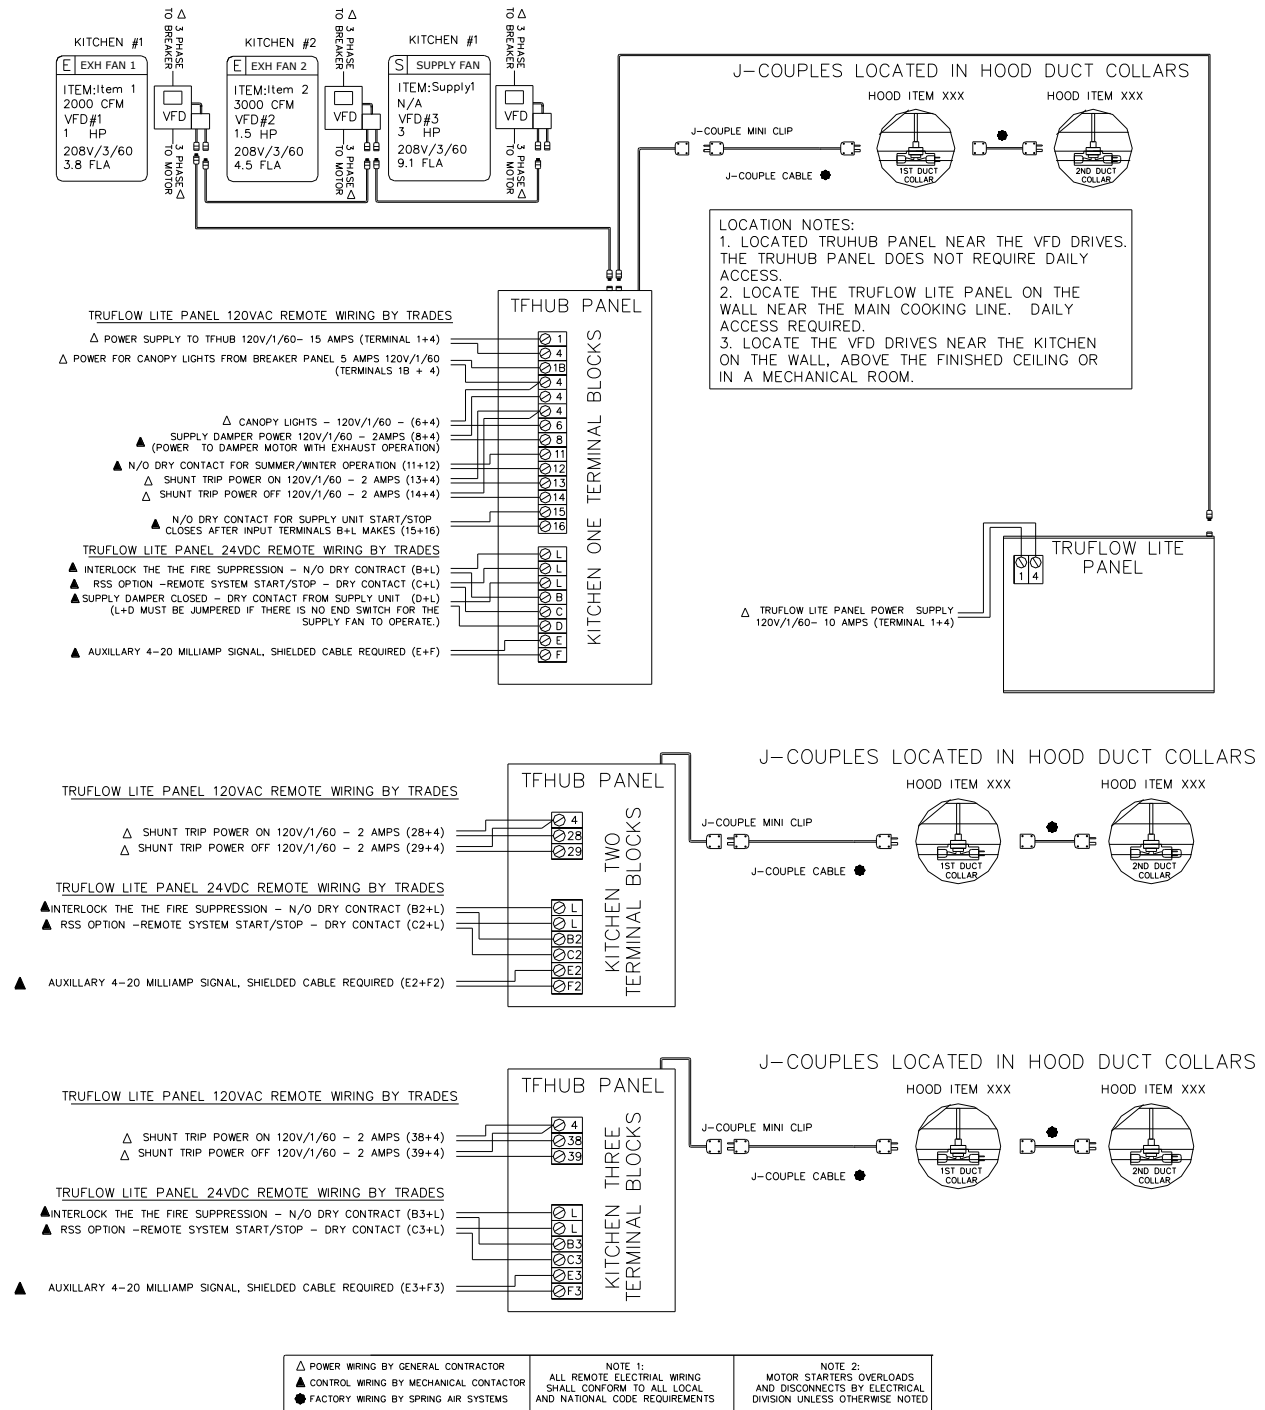 KITCHEN #1
E EXH FAN 1
ITEM:Item 1
2000 CFM
VFD#1
1 HP
208V/3/60
3.8 FLA
3 PHASE
TO BREAKER
VFD
3 PHASE
TO MOTOR
KITCHEN #2
E EXH FAN 2
ITEM:Item 2
3000 CFM
VFD#2
1.5 HP
208V/3/60
4.5 FLA
3 PHASE
TO BREAKER
VFD
3 PHASE
TO MOTOR
KITCHEN #1
S SUPPLY FAN
ITEM:Supply1
N/A
VFD#3
3 HP
208V/3/60
9.1 FLA
3 PHASE
TO BREAKER
VFD
3 PHASE
TO MOTOR
J-COUPLES LOCATED IN HOOD DUCT COLLARS
HOOD ITEM XXX
HOOD ITEM XXX
J-COUPLE MINI CLIP
J-COUPLE CABLE
1ST DUCT
COLLAR
2ND DUCT
COLLAR
LOCATION NOTES:
1. LOCATED TRUHUB PANEL NEAR THE VFD DRIVES.
THE TRUHUB PANEL DOES NOT REQUIRE DAILY
ACCESS.
2. LOCATE THE TRUFLOW LITE PANEL ON THE
WALL NEAR THE MAIN COOKING LINE. DAILY
ACCESS REQUIRED.
3. LOCATE THE VFD DRIVES NEAR THE KITCHEN
ON THE WALL, ABOVE THE FINISHED CEILING OR
IN A MECHANICAL ROOM.
TFHUB PANEL
TRUFLOW LITE PANEL 120VAC REMOTE WIRING BY TRADES
POWER SUPPLY TO TFHUB 120V/1/60- 15 AMPS (TERMINAL 1+4)
POWER FOR CANOPY LIGHTS FROM BREAKER PANEL 5 AMPS 120V/1/60
(TERMINALS 1B + 4)
CANOPY LIGHTS - 120V/1/60 - (6+4)
SUPPLY DAMPER POWER 120V/1/60 - 2AMPS (8+4)
(POWER TO DAMPER MOTOR WITH EXHAUST OPERATION)
N/O DRY CONTACT FOR SUMMER/WINTER OPERATION (11+12)
SHUNT TRIP POWER ON 120V/1/60 - 2 AMPS (13+4)
SHUNT TRIP POWER OFF 120V/1/60 - 2 AMPS (14+4)
N/O DRY CONTACT FOR SUPPLY UNIT START/STOP
CLOSES AFTER INPUT TERMINALS B+L MAKES (15+16)
TRUFLOW LITE PANEL 24VDC REMOTE WIRING BY TRADES
INTERLOCK THE THE FIRE SUPPRESSION - N/O DRY CONTRACT (B+L)
RSS OPTION -REMOTE SYSTEM START/STOP - DRY CONTACT (C+L)
SUPPLY DAMPER CLOSED - DRY CONTACT FROM SUPPLY UNIT (D+L)
(L+D MUST BE JUMPERED IF THERE IS NO END SWITCH FOR THE
SUPPLY FAN TO OPERATE.)
AUXILLARY 4-20 MILLIAMP SIGNAL, SHIELDED CABLE REQUIRED (E+F)
1
4
1B
4
4
4
6
8
11
12
13
14
15
16
L
L
L
B
C
D
E
F
KITCHEN ONE TERMINAL BLOCKS
TRUFLOW LITE
PANEL
1 4
TRUFLOW LITE PANEL POWER SUPPLY
120V/1/60- 10 AMPS (TERMINAL 1+4)
TFHUB PANEL
TRUFLOW LITE PANEL 120VAC REMOTE WIRING BY TRADES
SHUNT TRIP POWER ON 120V/1/60 - 2 AMPS (28+4)
SHUNT TRIP POWER OFF 120V/1/60 - 2 AMPS (29+4)
TRUFLOW LITE PANEL 24VDC REMOTE WIRING BY TRADES
INTERLOCK THE THE FIRE SUPPRESSION - N/O DRY CONTRACT (B2+L)
RSS OPTION -REMOTE SYSTEM START/STOP - DRY CONTACT (C2+L)
AUXILLARY 4-20 MILLIAMP SIGNAL, SHIELDED CABLE REQUIRED (E2+F2)
4
28
29
L
L
B2
C2
E2
F2
KITCHEN TWO
TERMINAL BLOCKS
J-COUPLES LOCATED IN HOOD DUCT COLLARS
HOOD ITEM XXX
HOOD ITEM XXX
J-COUPLE MINI CLIP
J-COUPLE CABLE
1ST DUCT
COLLAR
2ND DUCT
COLLAR
TFHUB PANEL
TRUFLOW LITE PANEL 120VAC REMOTE WIRING BY TRADES
SHUNT TRIP POWER ON 120V/1/60 - 2 AMPS (38+4)
SHUNT TRIP POWER OFF 120V/1/60 - 2 AMPS (39+4)
TRUFLOW LITE PANEL 24VDC REMOTE WIRING BY TRADES
INTERLOCK THE THE FIRE SUPPRESSION - N/O DRY CONTRACT (B3+L)
RSS OPTION -REMOTE SYSTEM START/STOP - DRY CONTACT (C3+L)
AUXILLARY 4-20 MILLIAMP SIGNAL, SHIELDED CABLE REQUIRED (E3+F3)
4
38
39
L
L
B3
C3
E3
F3
KITCHEN THREE
TERMINAL BLOCKS
J-COUPLES LOCATED IN HOOD DUCT COLLARS
HOOD ITEM XXX
HOOD ITEM XXX
J-COUPLE MINI CLIP
J-COUPLE CABLE
1ST DUCT
COLLAR
2ND DUCT
COLLAR
POWER WIRING BY GENERAL CONTRACTOR
CONTROL WIRING BY MECHANICAL CONTACTOR
FACTORY WIRING BY SPRING AIR SYSTEMS
NOTE 1:
ALL REMOTE ELECTRIAL WIRING
SHALL CONFORM TO ALL LOCAL
AND NATIONAL CODE REQUIREMENTS
NOTE 2:
MOTOR STARTERS OVERLOADS
AND DISCONNECTS BY ELECTRICAL
DIVISION UNLESS OTHERWISE NOTED